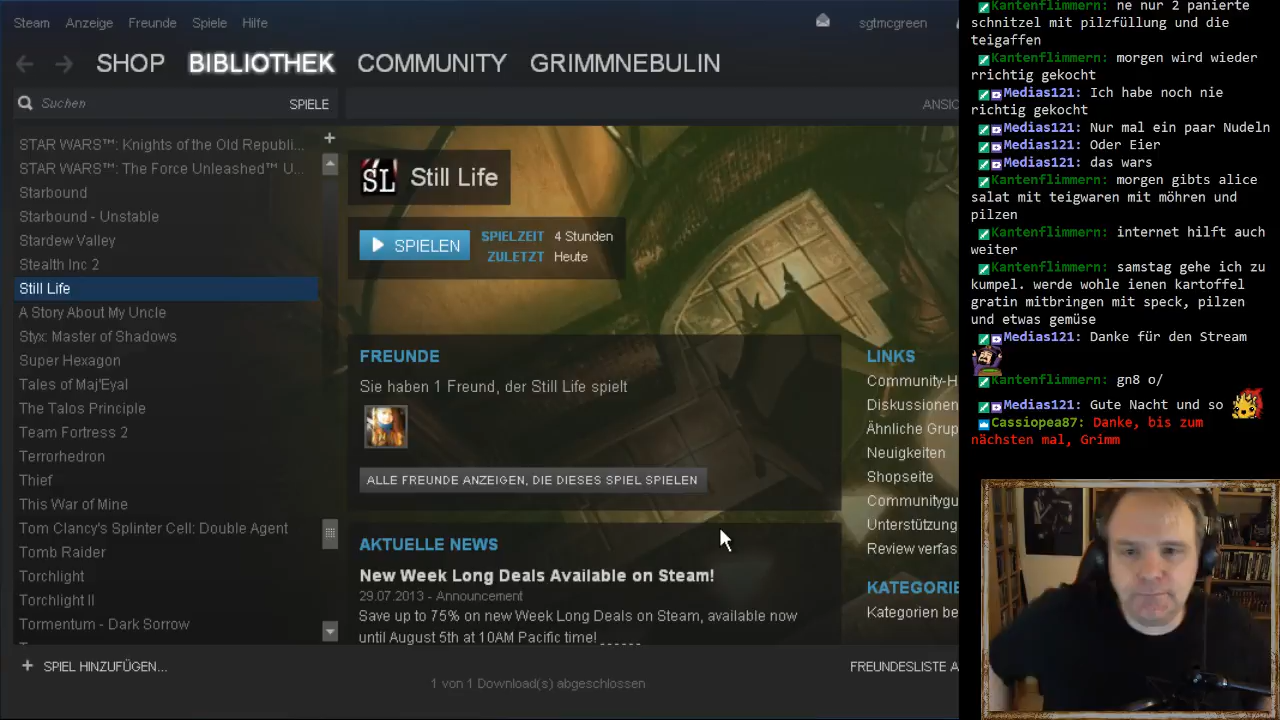 Steam Anzeige Freunde Spiele Hilfe
sgtmcgreen
SHOP BIBLIOTHEK COMMUNITY GRIMMNEBULIN
Suchen SPIELE
ANSIC
STAR WARS™: Knights of the Old Republi...
STAR WARS™: The Force Unleashed™ U...
Starbound
Starbound - Unstable
Stardew Valley
Stealth Inc 2
Still Life
A Story About My Uncle
Styx: Master of Shadows
Super Hexagon
Tales of Maj'Eyal
The Talos Principle
Team Fortress 2
Terrorhedron
Thief
This War of Mine
Tom Clancy's Splinter Cell: Double Agent
Tomb Raider
Torchlight
Torchlight II
Tormentum - Dark Sorrow
+ SPIEL HINZUFÜGEN...
SL Still Life
SPIELEN
SPIELZEIT 4 Stunden
ZULETZT Heute
FREUNDE
Sie haben 1 Freund, der Still Life spielt
ALLE FREUNDE ANZEIGEN, DIE DIESES SPIEL SPIELEN
AKTUELLE NEWS
New Week Long Deals Available on Steam!
29.07.2013 - Announcement
Save up to 75% on new Week Long Deals on Steam, available now
until August 5th at 10AM Pacific time!
LINKS
Community-H
Diskussionen
Ähnliche Grup
Neuigkeiten
Shopseite
Communitygu
Unterstützung
Review verfas
KATEGORIE
Kategorien be
FREUNDESLISTE A
1 von 1 Download(s) abgeschlossen
Kantenflimmern: ne nur 2 panierte
schnitzel mit pilzfüllung und die
teigaffen
Kantenflimmern: morgen wird wieder
rrichtig gekocht
Medias121: Ich habe noch nie
richtig gekocht
Medias121: Nur mal ein paar Nudeln
Medias121: Oder Eier
Medias121: das wars
Kantenflimmern: morgen gibts alice
salat mit teigwaren mit möhren und
pilzen
Kantenflimmern: internet hilft auch
weiter
Kantenflimmern: samstag gehe ich zu
kumpel. werde wohle ienen kartoffel
gratin mitbringen mit speck, pilzen
und etwas gemüse
Medias121: Danke für den Stream
Kantenflimmern: gn8 o/
Medias121: Gute Nacht und so
Cassiopea87: Danke, bis zum
nächsten mal, Grimm